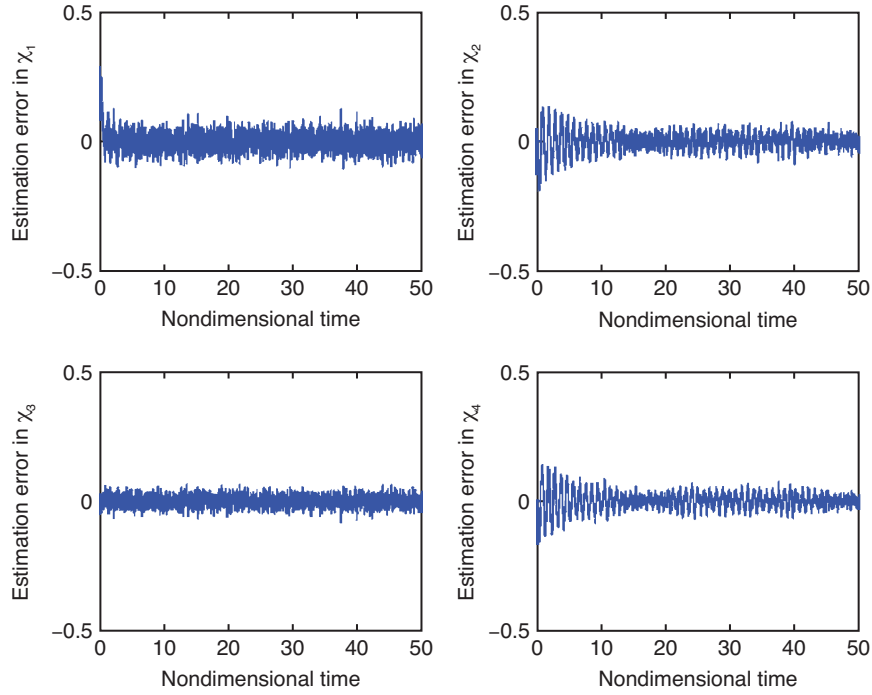 0.5
Estimation error in χ₁
0
−0.5
0 10 20 30 40 50
Nondimensional time
0.5
Estimation error in χ₂
0
−0.5
0 10 20 30 40 50
Nondimensional time
0.5
Estimation error in χ₃
0
−0.5
0 10 20 30 40 50
Nondimensional time
0.5
Estimation error in χ₄
0
−0.5
0 10 20 30 40 50
Nondimensional time